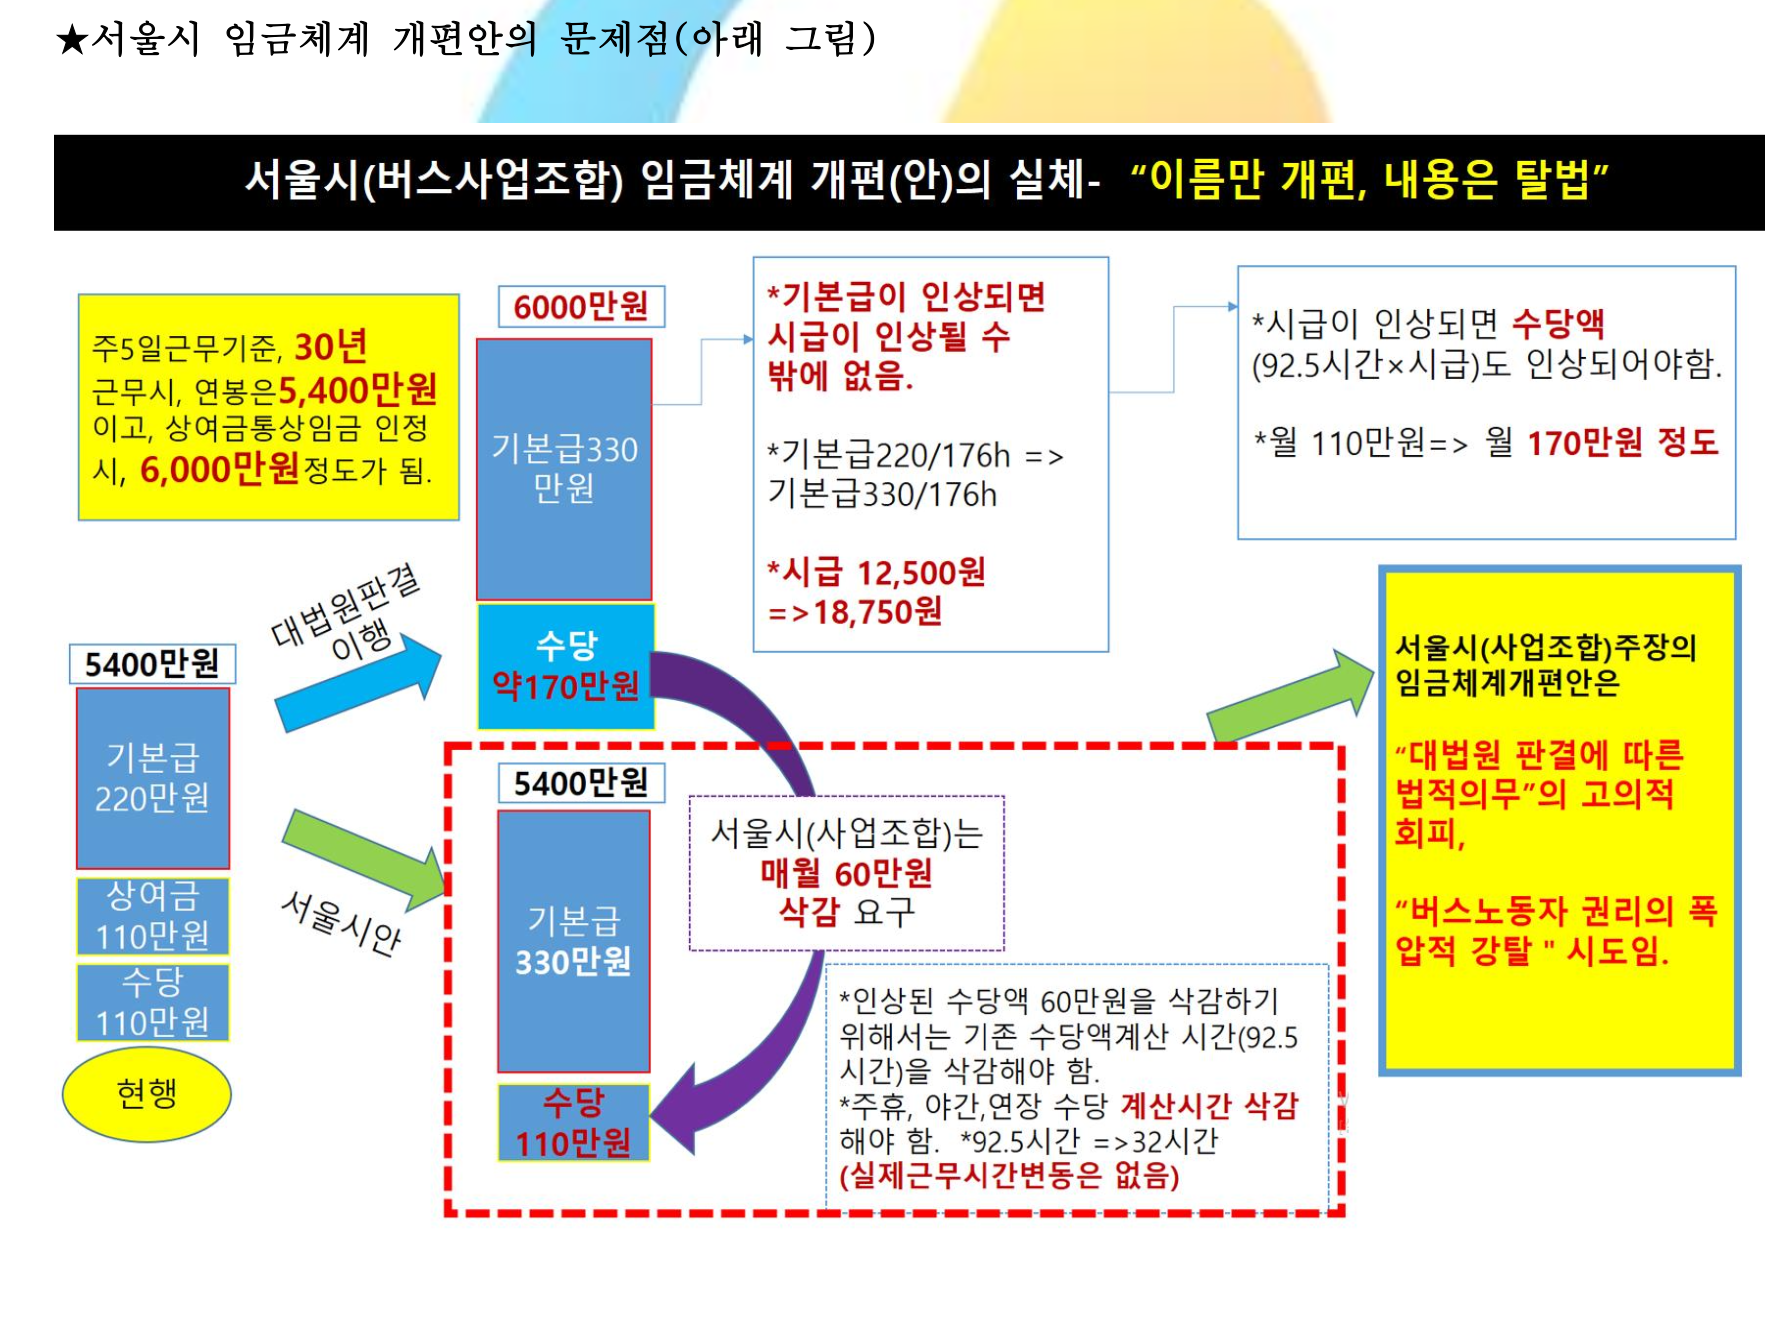 ★서울시 임금체계 개편안의 문제점(아래 그림)
서울시(버스사업조합) 임금체계 개편(안)의 실체- “이름만 개편, 내용은 탈법”
주5일근무기준, 30년
근무시, 연봉은5,400만원
이고, 상여금통상임금 인정
시, 6,000만원정도가 됨.
6000만원
기본급330
만원
수당
약170만원
*기본급이 인상되면
시급이 인상될 수
밖에 없음.
*기본급220/176h =>
기본급330/176h
*시급 12,500원
=>18,750원
*시급이 인상되면 수당액
(92.5시간×시급)도 인상되어야함.
*월 110만원=> 월 170만원 정도
대법원판결
이행
5400만원
기본급
220만원
상여금
110만원
수당
110만원
현행
서울시안
5400만원
기본급
330만원
수당
110만원
서울시(사업조합)는
매월 60만원
삭감 요구
*인상된 수당액 60만원을 삭감하기
위해서는 기존 수당액계산 시간(92.5
시간)을 삭감해야 함.
*주휴, 야간,연장 수당 계산시간 삭감
해야 함. *92.5시간 =>32시간
(실제근무시간변동은 없음)
서울시(사업조합)주장의
임금체계개편안은
“대법원 판결에 따른
법적의무”의 고의적
회피,
“버스노동자 권리의 폭
압적 강탈 " 시도임.